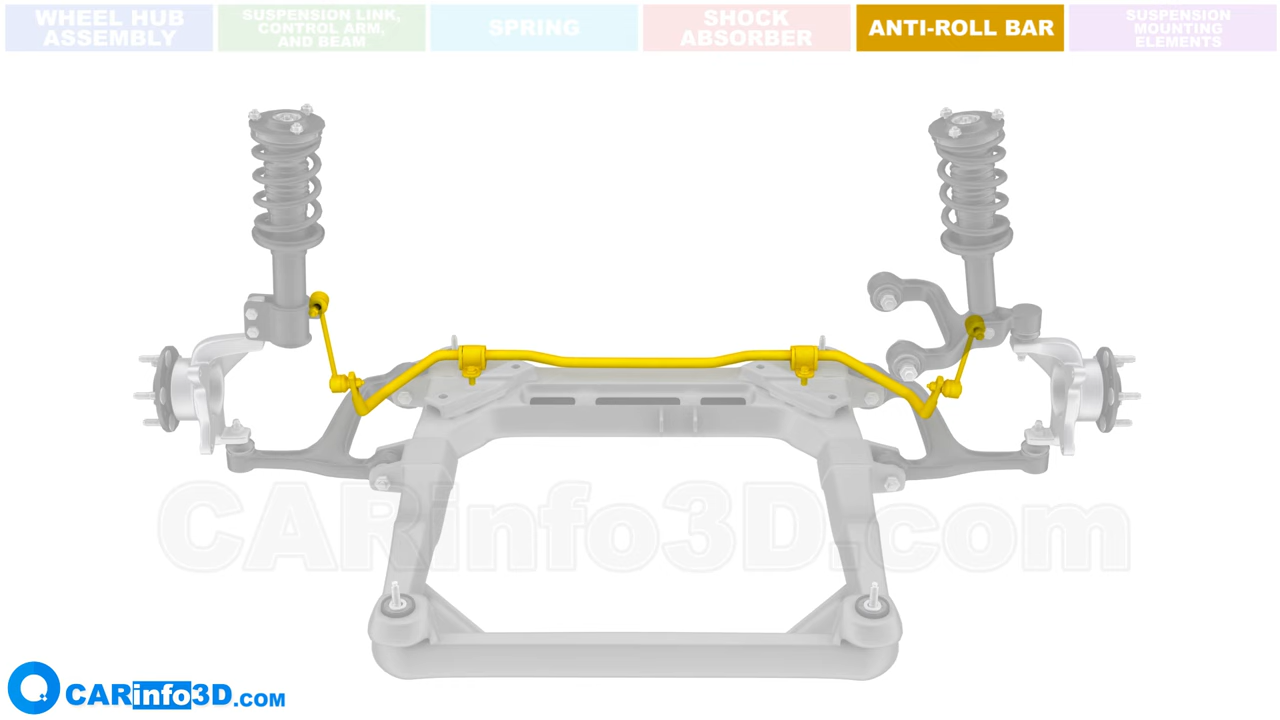 WHEEL HUB
ASSEMBLY
SUSPENSION LINK,
CONTROL ARM,
AND BEAM
SPRING
SHOCK
ABSORBER
ANTI-ROLL BAR
SUSPENSION
MOUNTING
ELEMENTS
CARinfo3D.com
CARinfo3D.COM